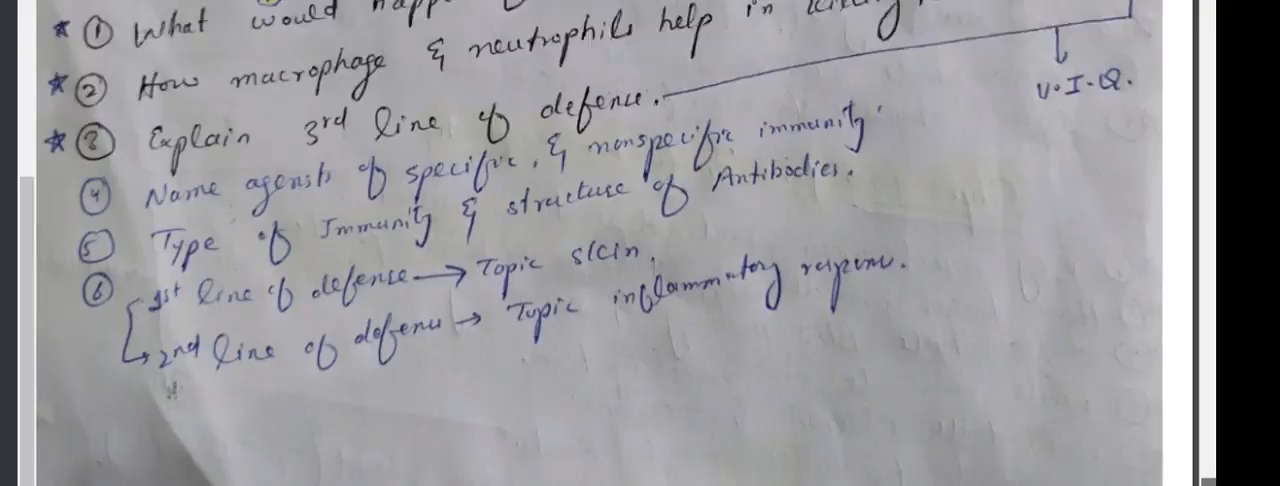 * ① What would happ
* ② How macrophage & neutrophils help in killing
* ③ Explain 3rd line of defence.
V.I.Q.
④ Name agents of specific, & nonspecific immunity.
⑤ Type of Immunity & structure of Antibodies.
⑥ 1st line of defence → Topic skin.
2nd line of defence → Topic inflammatory response.